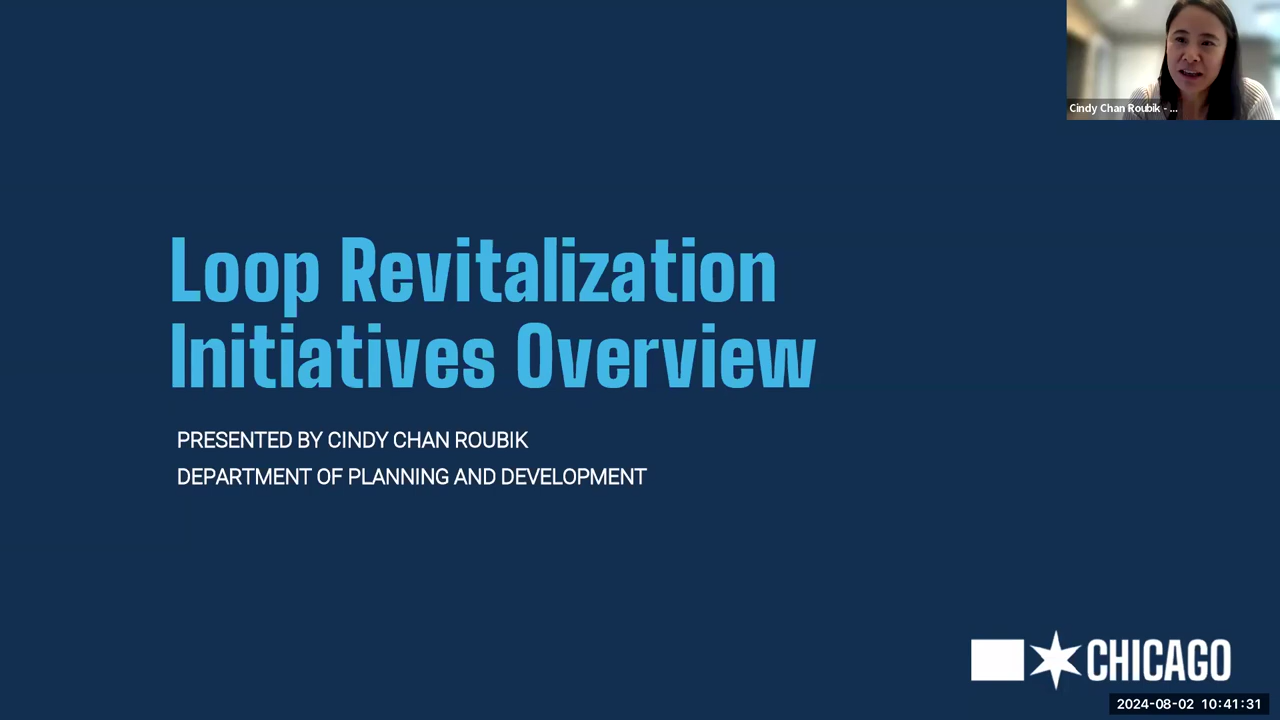 Cindy Chan Roubik - ...
Loop Revitalization
Initiatives Overview
PRESENTED BY CINDY CHAN ROUBIK
DEPARTMENT OF PLANNING AND DEVELOPMENT
CHICAGO
2024-08-02 10:41:31